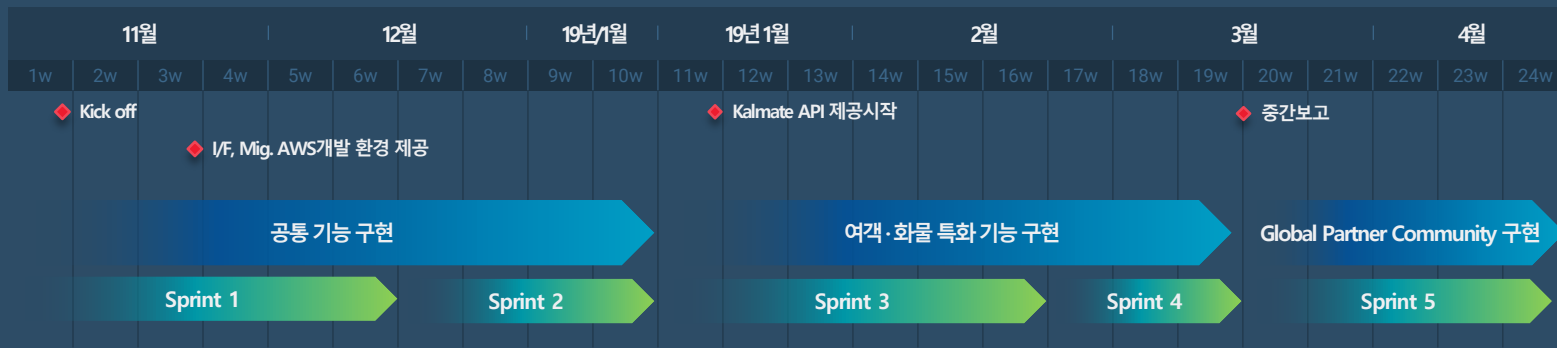 11월 12월 19년/1월 19년 1월 2월 3월 4월
1w 2w 3w 4w 5w 6w 7w 8w 9w 10w 11w 12w 13w 14w 15w 16w 17w 18w 19w 20w 21w 22w 23w 24w
Kick off Kalmate API 제공시작 중간보고
I/F, Mig. AWS개발 환경 제공
공통 기능 구현 여객·화물 특화 기능 구현 Global Partner Community 구현
Sprint 1 Sprint 2 Sprint 3 Sprint 4 Sprint 5